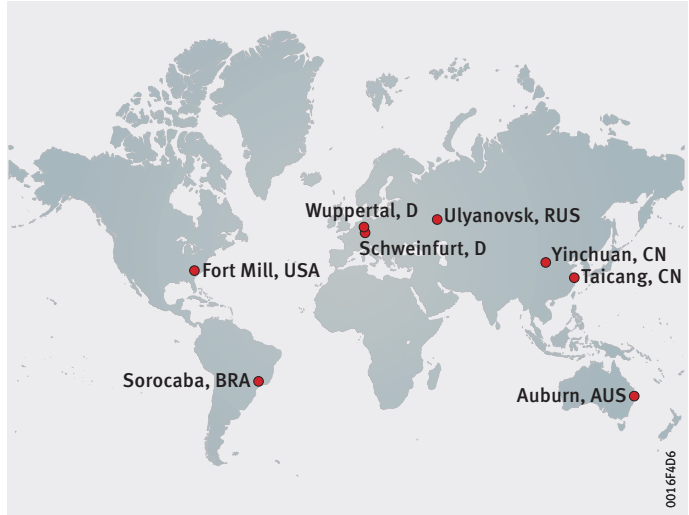 Wuppertal, D
Ulyanovsk, RUS
Schweinfurt, D
Yinchuan, CN
Fort Mill, USA
Taicang, CN
Sorocaba, BRA
Auburn, AUS
0016F4D6